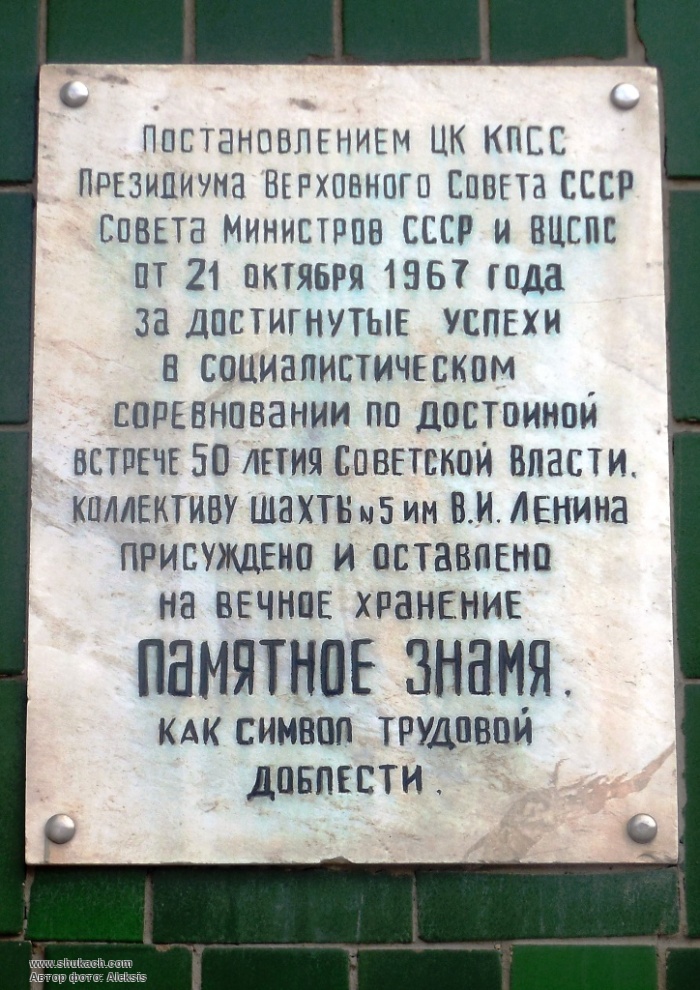 Постановлением ЦК КПСС
Президиума Верховного Совета СССР
Совета Министров СССР и ВЦСПС
от 21 октября 1967 года
за достигнутые успехи
в социалистическом
соревновании по достойной
встрече 50 летия Советской Власти.
коллективу шахты №5 им В.И. Ленина
присуждено и оставлено
на вечное хранение
ПАМЯТНОЕ ЗНАМЯ.
как символ трудовой
доблести.
www.shukach.com
Автор фото: Aleksis